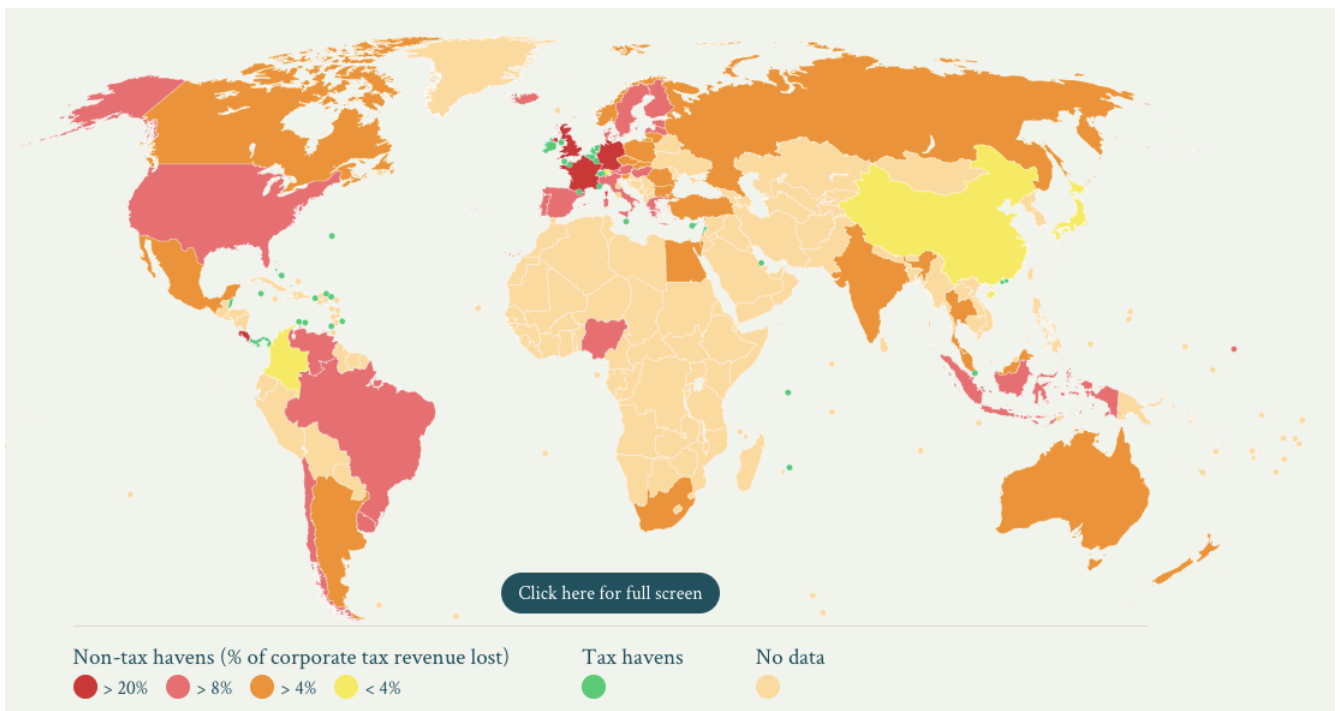 Click here for full screen
Non-tax havens (% of corporate tax revenue lost)
Tax havens
No data
> 20%
> 8%
> 4%
< 4%